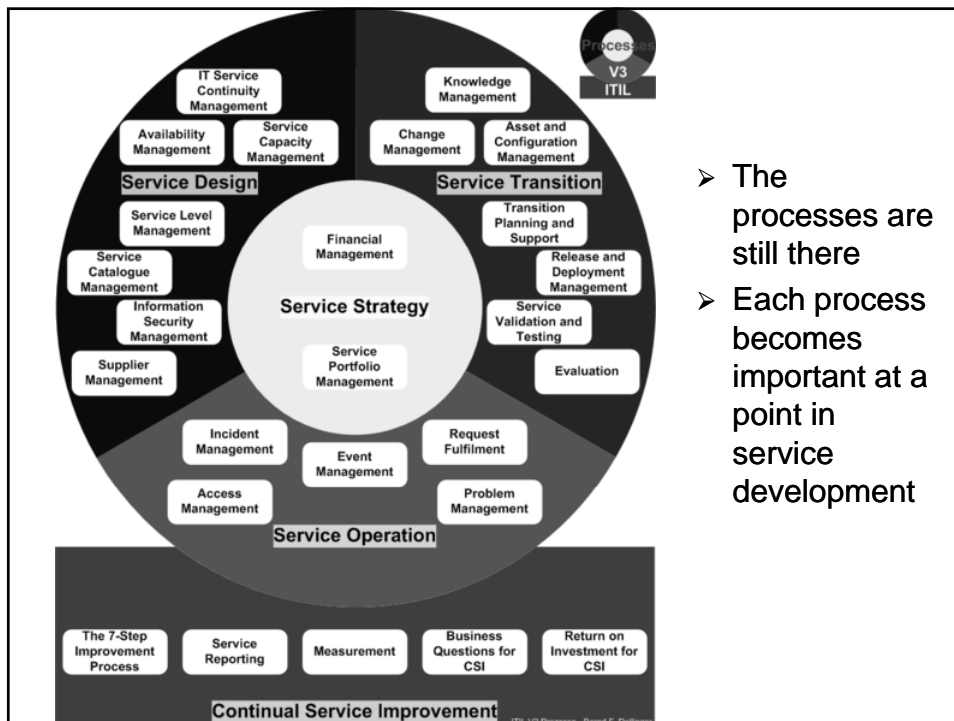 Processes
V3
ITIL
IT Service
Continuity
Management
Availability
Management
Service
Capacity
Management
Service Design
Service Level
Management
Service
Catalogue
Management
Information
Security
Management
Supplier
Management
Knowledge
Management
Change
Management
Asset and
Configuration
Management
Service Transition
Transition
Planning and
Support
Release and
Deployment
Management
Service
Validation and
Testing
Evaluation
Financial
Management
Service Strategy
Service
Portfolio
Management
Incident
Management
Event
Management
Request
Fulfilment
Access
Management
Problem
Management
Service Operation
The 7-Step
Improvement
Process
Service
Reporting
Measurement
Business
Questions for
CSI
Return on
Investment for
CSI
Continual Service Improvement
➢ The
processes are
still there
➢ Each process
becomes
important at a
point in
service
development